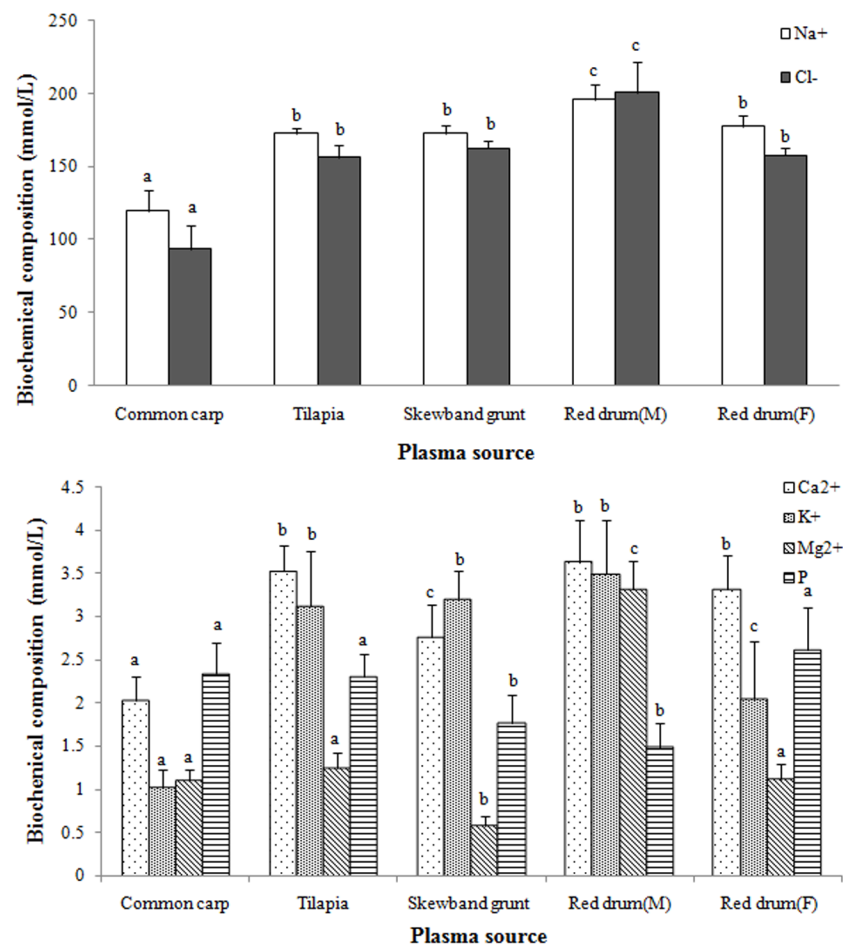 250
200
150
100
50
0
Biochemical composition (mmol/L)
Na+
Cl-
a
a
b
b
b
b
c
c
b
b
Common carp
Tilapia
Skewband grunt
Red drum(M)
Red drum(F)
Plasma source
4.5
4
3.5
3
2.5
2
1.5
1
0.5
0
Biochenical composition (mmol/L)
Ca2+
K+
Mg2+
P
a
a
a
a
b
b
a
a
c
b
b
b
b
b
c
b
b
c
a
a
Common carp
Tilapia
Skewband grunt
Red drum(M)
Red drum(F)
Plasma source